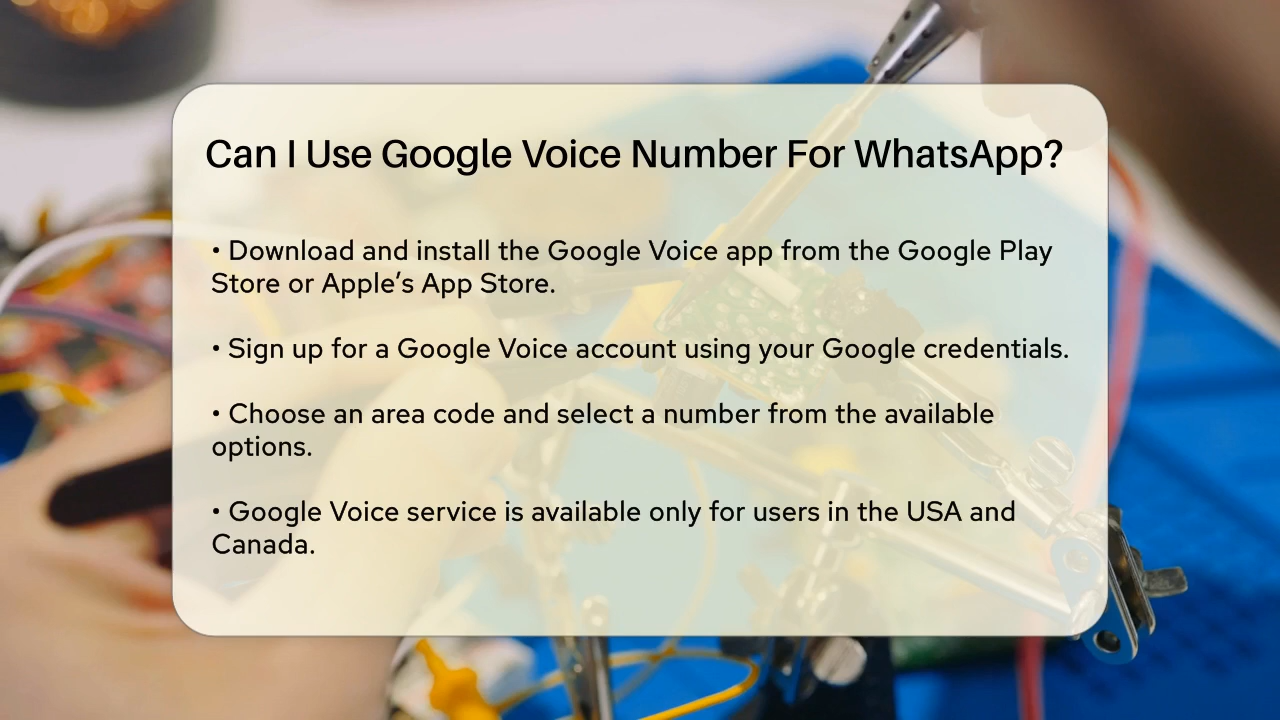 Can I Use Google Voice Number For WhatsApp?
• Download and install the Google Voice app from the Google Play
Store or Apple’s App Store.
• Sign up for a Google Voice account using your Google credentials.
• Choose an area code and select a number from the available
options.
• Google Voice service is available only for users in the USA and
Canada.